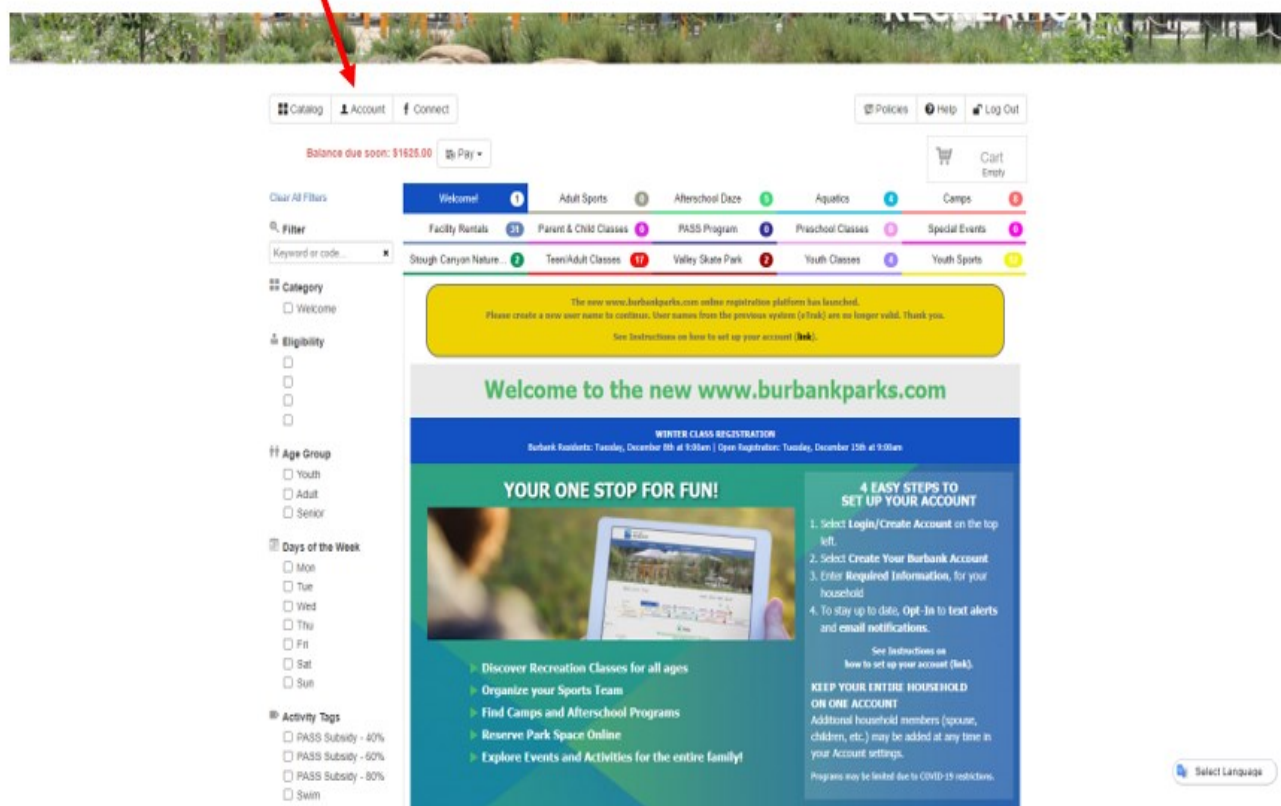 RECREATION
Catalog Account Connect
Policies Help Log Out
Balance due soon: $1625.00 Pay
Cart
Empty
Clear All Filters
Filter
Keyword or code...
Category
Welcome
Eligibility
Age Group
Youth
Adult
Senior
Days of the Week
Mon
Tue
Wed
Thu
Fri
Sat
Sun
Activity Tags
PASS Subsidy - 40%
PASS Subsidy - 60%
PASS Subsidy - 80%
Swim
Welcome! 1 Adult Sports 0 Afterschool Daze 5 Aquatics 4 Camps
Facility Rentals 31 Parent & Child Classes 0 PASS Program 0 Preschool Classes 0 Special Events 0
Stough Canyon Nature... 2 Teen/Adult Classes 17 Valley Skate Park 2 Youth Classes 4 Youth Sports
The new www.burbankparks.com online registration platform has launched.
Please create a new user name to continue. User names from the previous system (eTrak) are no longer valid. Thank you.
See Instructions on how to set up your account (link).
Welcome to the new www.burbankparks.com
WINTER CLASS REGISTRATION
Burbank Residents: Tuesday, December 8th at 9:00am | Open Registration: Tuesday, December 15th at 9:00am
YOUR ONE STOP FOR FUN!
Discover Recreation Classes for all ages
Organize your Sports Team
Find Camps and Afterschool Programs
Reserve Park Space Online
Explore Events and Activities for the entire family!
4 EASY STEPS TO
SET UP YOUR ACCOUNT
1. Select Login/Create Account on the top
left.
2. Select Create Your Burbank Account
3. Enter Required Information, for your
household
4. To stay up to date, Opt-In to text alerts
and email notifications.
See Instructions on
how to set up your account (link).
KEEP YOUR ENTIRE HOUSEHOLD
ON ONE ACCOUNT
Additional household members (spouse,
children, etc.) may be added at any time in
your Account settings.
Programs may be limited due to COVID-19 restrictions.
Select Language